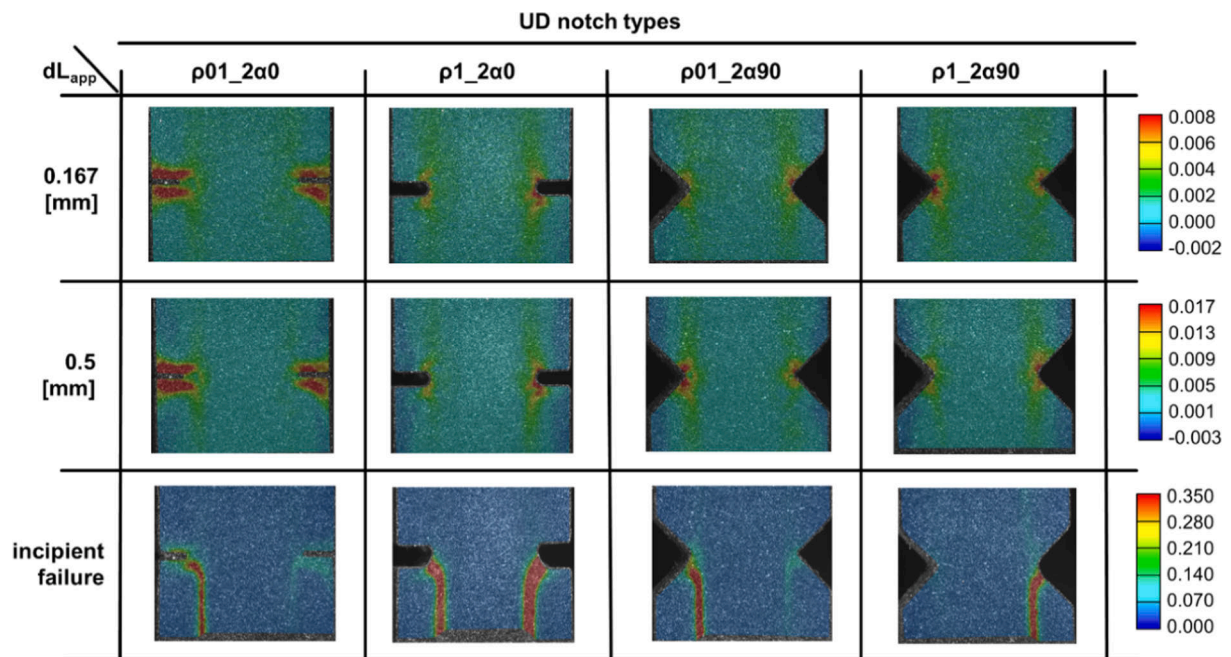 UD notch types
dLapp
ρ01_2α0
ρ1_2α0
ρ01_2α90
ρ1_2α90
0.167
[mm]
0.008
0.006
0.004
0.002
0.000
-0.002
0.5
[mm]
0.017
0.013
0.009
0.005
0.001
-0.003
incipient
failure
0.350
0.280
0.210
0.140
0.070
0.000